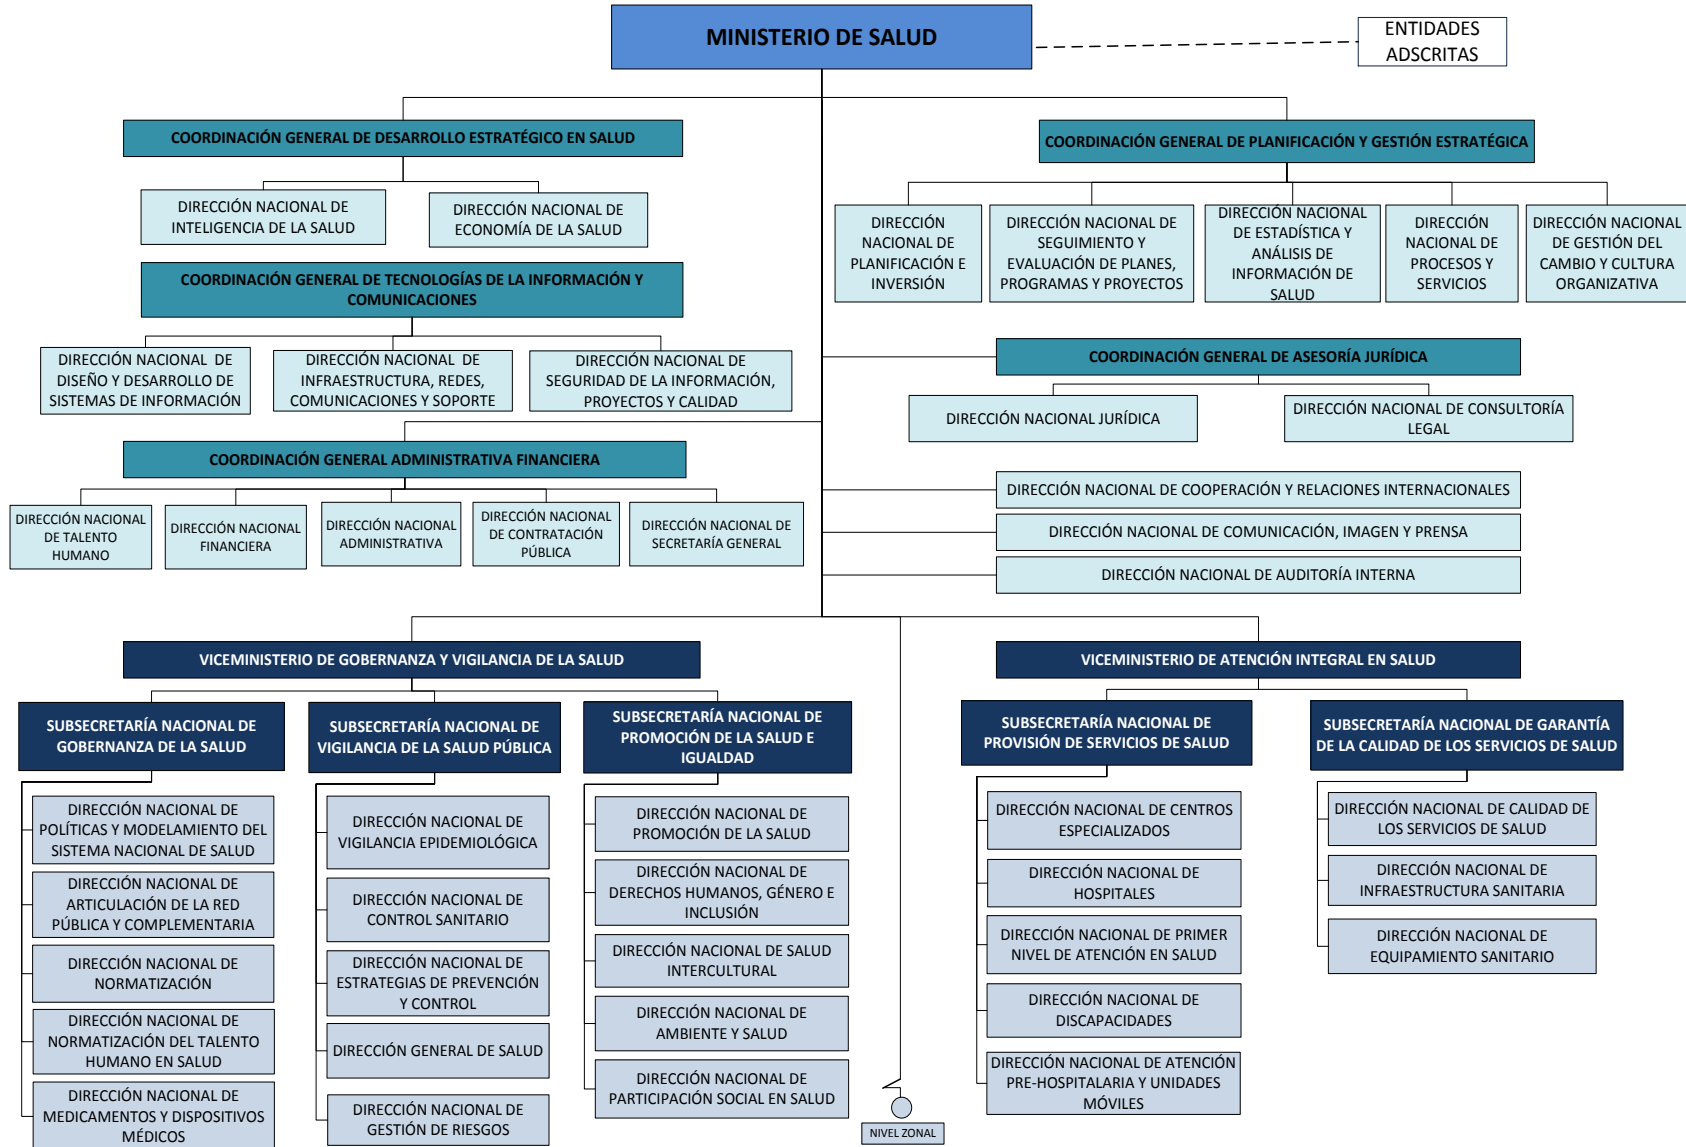 MINISTERIO DE SALUD
ENTIDADES
ADSCRITAS
COORDINACIÓN GENERAL DE DESARROLLO ESTRATÉGICO EN SALUD
DIRECCIÓN NACIONAL DE
INTELIGENCIA DE LA SALUD
DIRECCIÓN NACIONAL DE
ECONOMÍA DE LA SALUD
COORDINACIÓN GENERAL DE PLANIFICACIÓN Y GESTIÓN ESTRATÉGICA
DIRECCIÓN
NACIONAL DE
PLANIFICACIÓN E
INVERSIÓN
DIRECCIÓN NACIONAL DE
SEGUIMIENTO Y
EVALUACIÓN DE PLANES,
PROGRAMAS Y PROYECTOS
DIRECCIÓN NACIONAL
DE ESTADÍSTICA Y
ANÁLISIS DE
INFORMACIÓN DE
SALUD
DIRECCIÓN
NACIONAL DE
PROCESOS Y
SERVICIOS
DIRECCIÓN NACIONAL
DE GESTIÓN DEL
CAMBIO Y CULTURA
ORGANIZATIVA
COORDINACIÓN GENERAL DE TECNOLOGÍAS DE LA INFORMACIÓN Y
COMUNICACIONES
DIRECCIÓN NACIONAL DE
DISEÑO Y DESARROLLO DE
SISTEMAS DE INFORMACIÓN
DIRECCIÓN NACIONAL DE
INFRAESTRUCTURA, REDES,
COMUNICACIONES Y SOPORTE
DIRECCIÓN NACIONAL DE
SEGURIDAD DE LA INFORMACIÓN,
PROYECTOS Y CALIDAD
COORDINACIÓN GENERAL DE ASESORÍA JURÍDICA
DIRECCIÓN NACIONAL JURÍDICA
DIRECCIÓN NACIONAL DE CONSULTORÍA
LEGAL
COORDINACIÓN GENERAL ADMINISTRATIVA FINANCIERA
DIRECCIÓN NACIONAL
DE TALENTO
HUMANO
DIRECCIÓN NACIONAL
FINANCIERA
DIRECCIÓN NACIONAL
ADMINISTRATIVA
DIRECCIÓN NACIONAL
DE CONTRATACIÓN
PÚBLICA
DIRECCIÓN NACIONAL DE
SECRETARÍA GENERAL
DIRECCIÓN NACIONAL DE COOPERACIÓN Y RELACIONES INTERNACIONALES
DIRECCIÓN NACIONAL DE COMUNICACIÓN, IMAGEN Y PRENSA
DIRECCIÓN NACIONAL DE AUDITORÍA INTERNA
VICEMINISTERIO DE GOBERNANZA Y VIGILANCIA DE LA SALUD
SUBSECRETARÍA NACIONAL DE
GOBERNANZA DE LA SALUD
DIRECCIÓN NACIONAL DE
POLÍTICAS Y MODELAMIENTO DEL
SISTEMA NACIONAL DE SALUD
DIRECCIÓN NACIONAL DE
ARTICULACIÓN DE LA RED
PÚBLICA Y COMPLEMENTARIA
DIRECCIÓN NACIONAL DE
NORMATIZACIÓN
DIRECCIÓN NACIONAL DE
NORMATIZACIÓN DEL TALENTO
HUMANO EN SALUD
DIRECCIÓN NACIONAL DE
MEDICAMENTOS Y DISPOSITIVOS
MÉDICOS
SUBSECRETARÍA NACIONAL DE
VIGILANCIA DE LA SALUD PÚBLICA
DIRECCIÓN NACIONAL DE
VIGILANCIA EPIDEMIOLÓGICA
DIRECCIÓN NACIONAL DE
CONTROL SANITARIO
DIRECCIÓN NACIONAL DE
ESTRATEGIAS DE PREVENCIÓN
Y CONTROL
DIRECCIÓN GENERAL DE SALUD
DIRECCIÓN NACIONAL DE
GESTIÓN DE RIESGOS
SUBSECRETARÍA NACIONAL DE
PROMOCIÓN DE LA SALUD E
IGUALDAD
DIRECCIÓN NACIONAL DE
PROMOCIÓN DE LA SALUD
DIRECCIÓN NACIONAL DE
DERECHOS HUMANOS, GÉNERO E
INCLUSIÓN
DIRECCIÓN NACIONAL DE SALUD
INTERCULTURAL
DIRECCIÓN NACIONAL DE
AMBIENTE Y SALUD
DIRECCIÓN NACIONAL DE
PARTICIPACIÓN SOCIAL EN SALUD
NIVEL ZONAL
VICEMINISTERIO DE ATENCIÓN INTEGRAL EN SALUD
SUBSECRETARÍA NACIONAL DE
PROVISIÓN DE SERVICIOS DE SALUD
DIRECCIÓN NACIONAL DE CENTROS
ESPECIALIZADOS
DIRECCIÓN NACIONAL DE
HOSPITALES
DIRECCIÓN NACIONAL DE PRIMER
NIVEL DE ATENCIÓN EN SALUD
DIRECCIÓN NACIONAL DE
DISCAPACIDADES
DIRECCIÓN NACIONAL DE ATENCIÓN
PRE-HOSPITALARIA Y UNIDADES
MÓVILES
SUBSECRETARÍA NACIONAL DE GARANTÍA
DE LA CALIDAD DE LOS SERVICIOS DE SALUD
DIRECCIÓN NACIONAL DE CALIDAD DE
LOS SERVICIOS DE SALUD
DIRECCIÓN NACIONAL DE
INFRAESTRUCTURA SANITARIA
DIRECCIÓN NACIONAL DE
EQUIPAMIENTO SANITARIO